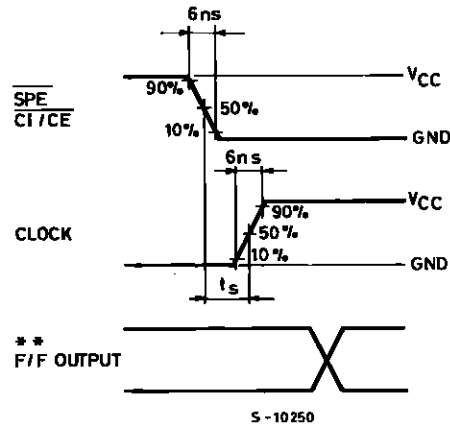 6ns
VCC
90%
SPE
50%
CI/CE
10%
GND
6ns
VCC
90%
CLOCK
50%
10%
GND
ts
**
F/F OUTPUT
S-10250